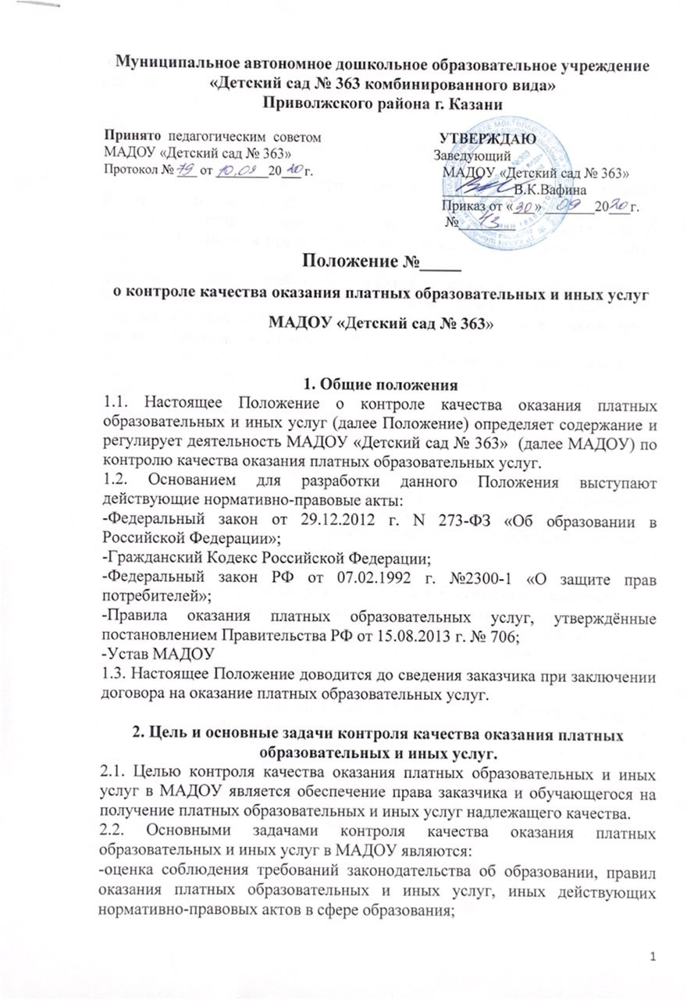 Муниципальное автономное дошкольное образовательное учреждение
«Детский сад № 363 комбинированного вида»
Приволжского района г. Казани
Принято педагогическим советом
МАДОУ «Детский сад № 363»
Протокол № 79 от 10.09 2020 г.
УТВЕРЖДАЮ
Заведующий
МАДОУ «Детский сад № 363»
В.К.Вафина
Приказ от «30» 09 2020 г.
№ 43
Положение №____
о контроле качества оказания платных образовательных и иных услуг
МАДОУ «Детский сад № 363»
1. Общие положения
1.1. Настоящее Положение о контроле качества оказания платных
образовательных и иных услуг (далее Положение) определяет содержание и
регулирует деятельность МАДОУ «Детский сад № 363» (далее МАДОУ) по
контролю качества оказания платных образовательных услуг.
1.2. Основанием для разработки данного Положения выступают
действующие нормативно-правовые акты:
-Федеральный закон от 29.12.2012 г. N 273-ФЗ «Об образовании в
Российской Федерации»;
-Гражданский Кодекс Российской Федерации;
-Федеральный закон РФ от 07.02.1992 г. №2300-1 «О защите прав
потребителей»;
-Правила оказания платных образовательных услуг, утверждённые
постановлением Правительства РФ от 15.08.2013 г. № 706;
-Устав МАДОУ
1.3. Настоящее Положение доводится до сведения заказчика при заключении
договора на оказание платных образовательных услуг.
2. Цель и основные задачи контроля качества оказания платных
образовательных и иных услуг.
2.1. Целью контроля качества оказания платных образовательных и иных
услуг в МАДОУ является обеспечение права заказчика и обучающегося на
получение платных образовательных и иных услуг надлежащего качества.
2.2. Основными задачами контроля качества оказания платных
образовательных и иных услуг в МАДОУ являются:
-оценка соблюдения требований законодательства об образовании, правил
оказания платных образовательных и иных услуг, иных действующих
нормативно-правовых актов в сфере образования;
1